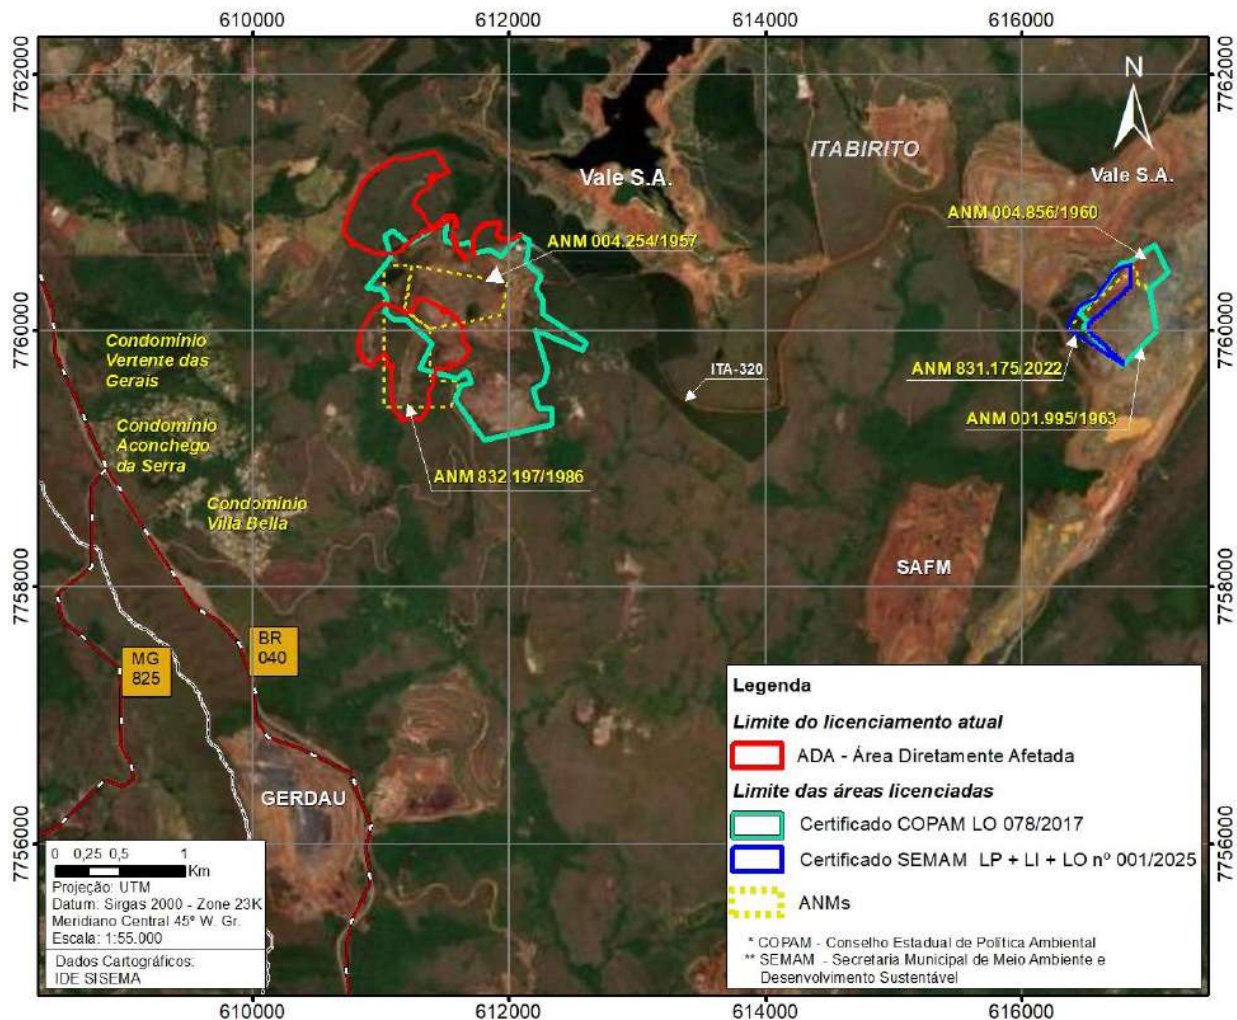 610000
612000
614000
616000
7762000
7762000
N
ITABIRITO
Vale S.A.
Vale S.A.
ANM 004.856/1960
ANM 004.254/1957
7760000
7760000
Condomínio
Vertente das
Gerais
ITA-320
ANM 831.175/2022
ANM 001.995/1963
Condomínio
Aconchego
da Serra
ANM 832.197/1986
Condomínio
Villa Bella
SAFM
7758000
7758000
BR
040
MG
825
GERDAU
Legenda
Limite do licenciamento atual
ADA - Área Diretamente Afetada
Limite das áreas licenciadas
Certificado COPAM LO 078/2017
Certificado SEMAM LP + LI + LO nº 001/2025
ANMs
* COPAM - Conselho Estadual de Política Ambiental
** SEMAM - Secretaria Municipal de Meio Ambiente e
Desenvolvimento Sustentável
7756000
7756000
0 0,25 0,5 1
Km
Projeção: UTM
Datum: Sirgas 2000 - Zone 23K
Meridiano Central 45º W. Gr.
Escala: 1:55.000
Dados Cartográficos:
IDE SISEMA
610000
612000
614000
616000